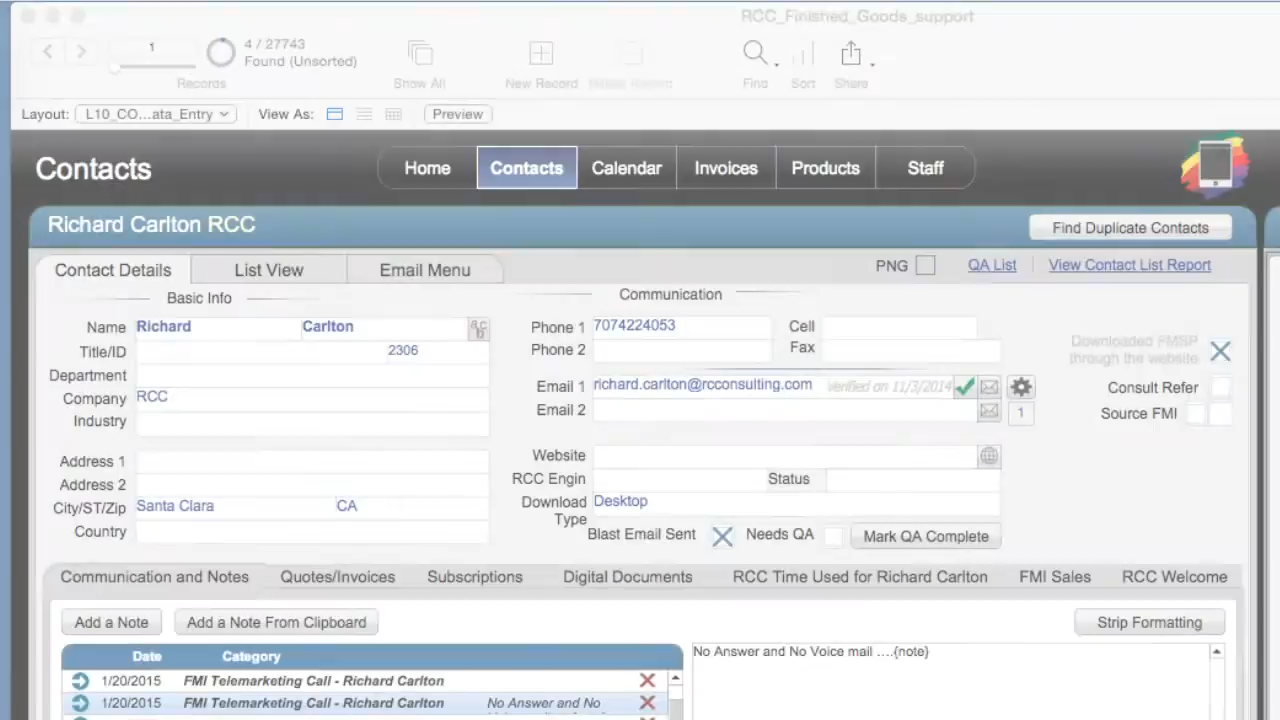 RCC_Finished_Goods_support
1
4 / 27743
Found (Unsorted)
Records
Show All
New Record
Delete Record
Find
Sort
Share
Layout: L10_CO...ata_Entry View As: Preview
Contacts
Home Contacts Calendar Invoices Products Staff
Richard Carlton RCC
Find Duplicate Contacts
Contact Details List View Email Menu
PNG QA List View Contact List Report
Basic Info
Name Richard Carlton
Title/ID 2306
Department
Company RCC
Industry
Address 1
Address 2
City/ST/Zip Santa Clara CA
Country
Communication
Phone 1 7074224053 Cell
Phone 2 Fax
Email 1 richard.carlton@rcconsulting.com verified on 11/3/2014
Email 2 1
Website
RCC Engin Status
Download Type Desktop
Blast Email Sent Needs QA Mark QA Complete
Downloaded FMSP
through the website
Consult Refer
Source FMI
Communication and Notes Quotes/Invoices Subscriptions Digital Documents RCC Time Used for Richard Carlton FMI Sales RCC Welcome
Add a Note Add a Note From Clipboard Strip Formatting
Date Category
1/20/2015 FMI Telemarketing Call - Richard Carlton
1/20/2015 FMI Telemarketing Call - Richard Carlton No Answer and No
No Answer and No Voice mail ....{note}